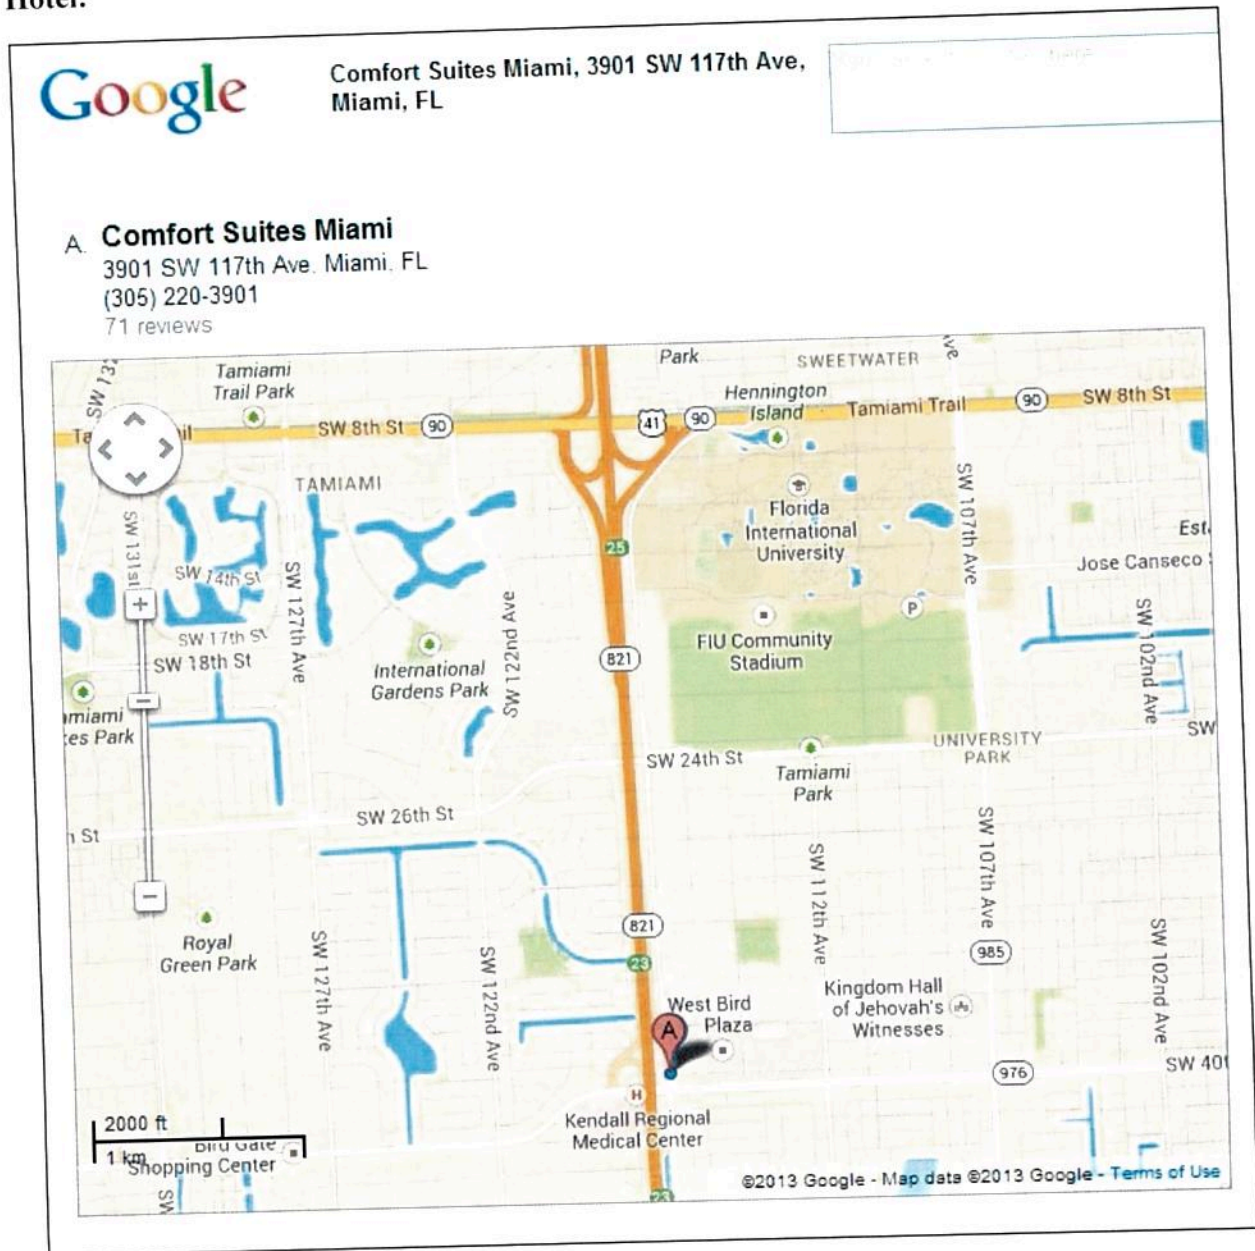 Hotel:
Google
Comfort Suites Miami, 3901 SW 117th Ave,
Miami, FL
A. Comfort Suites Miami
3901 SW 117th Ave. Miami, FL
(305) 220-3901
71 reviews
Park
SWEETWATER
Tamiami
Trail Park
Hennington
Island
Tamiami Trail
90
SW 8th St
SW 8th St
90
41
90
TAMIAMI
SW 131st
SW 127th Ave
SW 14th St
SW 17th St
SW 18th St
International
Gardens Park
SW 122nd Ave
25
821
Florida
International
University
SW 107th Ave
Jose Canseco
P
FIU Community
Stadium
SW 102nd Ave
SW
SW 24th St
Tamiami
Park
UNIVERSITY
PARK
SW 26th St
SW 112th Ave
SW 107th Ave
985
821
23
Royal
Green Park
SW 127th Ave
SW 122nd Ave
West Bird
Plaza
A
Kingdom Hall
of Jehovah's
Witnesses
SW 102nd Ave
976
SW 40
H
Kendall Regional
Medical Center
2000 ft
1 km
Shopping Center
SW
23
©2013 Google - Map data ©2013 Google - Terms of Use